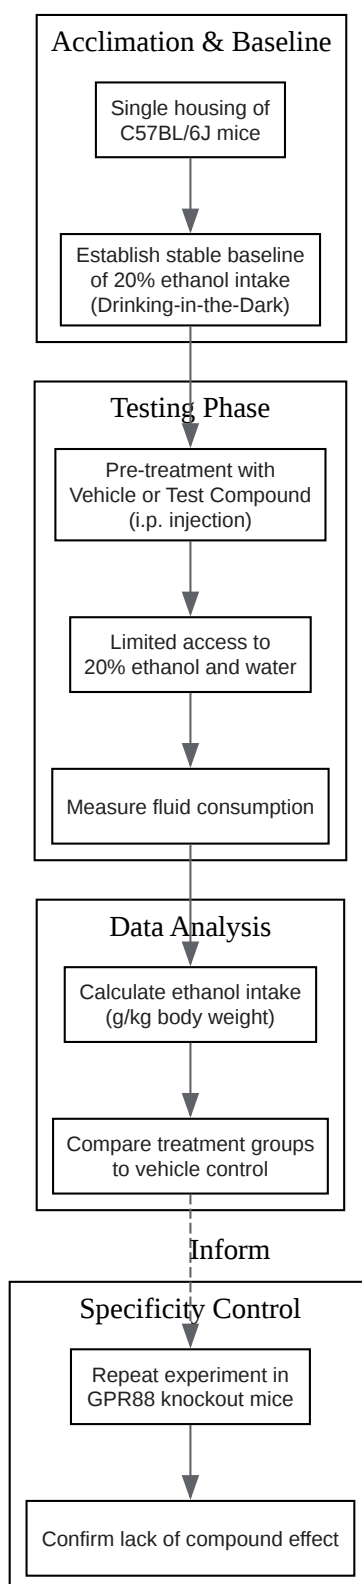 Acclimation & Baseline
Single housing of
C57BL/6J mice
Establish stable baseline
of 20% ethanol intake
(Drinking-in-the-Dark)
Testing Phase
Pre-treatment with
Vehicle or Test Compound
(i.p. injection)
Limited access to
20% ethanol and water
Measure fluid consumption
Data Analysis
Calculate ethanol intake
(g/kg body weight)
Compare treatment groups
to vehicle control
Inform
Specificity Control
Repeat experiment in
GPR88 knockout mice
Confirm lack of compound effect